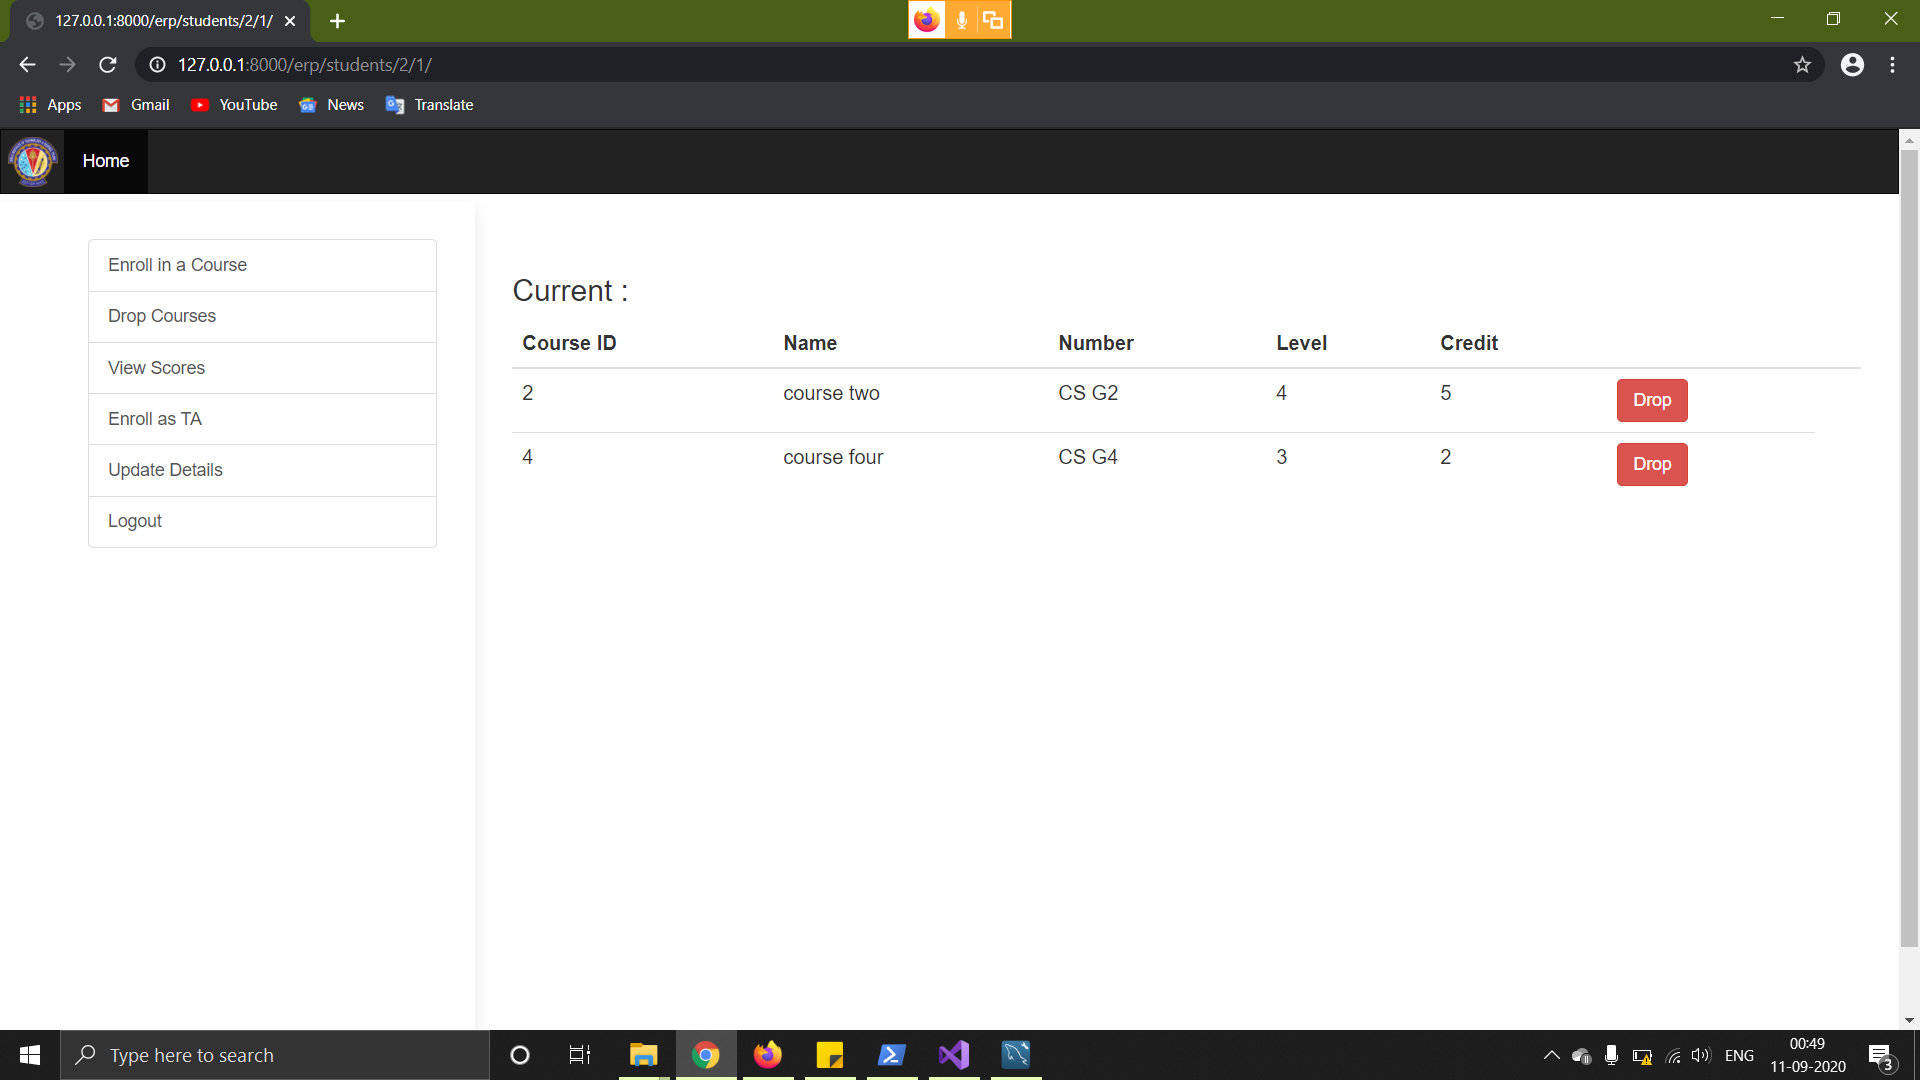 127.0.0.1:8000/erp/students/2/1/
127.0.0.1:8000/erp/students/2/1/
Apps Gmail YouTube News Translate
Home
Enroll in a Course
Drop Courses
View Scores
Enroll as TA
Update Details
Logout
Current :
Course ID Name Number Level Credit
2 course two CS G2 4 5 Drop
4 course four CS G4 3 2 Drop
Type here to search
ENG
00:49
11-09-2020
3